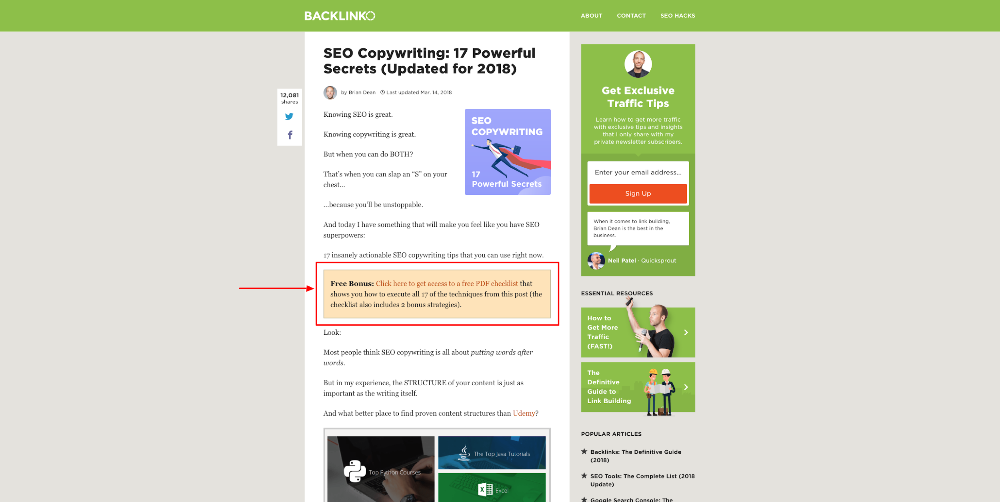 BACKLINKO
ABOUT CONTACT SEO HACKS
SEO Copywriting: 17 Powerful
Secrets (Updated for 2018)
by Brian Dean Last updated Mar. 14, 2018
12,081
shares
Knowing SEO is great.
Knowing copywriting is great.
But when you can do BOTH?
That’s when you can slap an “S” on your
chest…
…because you’ll be unstoppable.
SEO
COPYWRITING
17
Powerful Secrets
And today I have something that will make you feel like you have SEO
superpowers:
17 insanely actionable SEO copywriting tips that you can use right now.
Free Bonus: Click here to get access to a free PDF checklist that
shows you how to execute all 17 of the techniques from this post (the
checklist also includes 2 bonus strategies).
Look:
Most people think SEO copywriting is all about putting words after
words.
But in my experience, the STRUCTURE of your content is just as
important as the writing itself.
And what better place to find proven content structures than Udemy?
Top Python Courses
The Top Java Tutorials
X
Excel
Get Exclusive
Traffic Tips
Learn how to get more traffic
with exclusive tips and insights
that I only share with my
private newsletter subscribers.
Enter your email address...
Sign Up
When it comes to link building,
Brian Dean is the best in the
business.
Neil Patel · Quicksprout
ESSENTIAL RESOURCES
How to
Get More
Traffic
(FAST!)
The
Definitive
Guide to
Link Building
POPULAR ARTICLES
Backlinks: The Definitive Guide
(2018)
SEO Tools: The Complete List (2018
Update)
Google Search Console: The